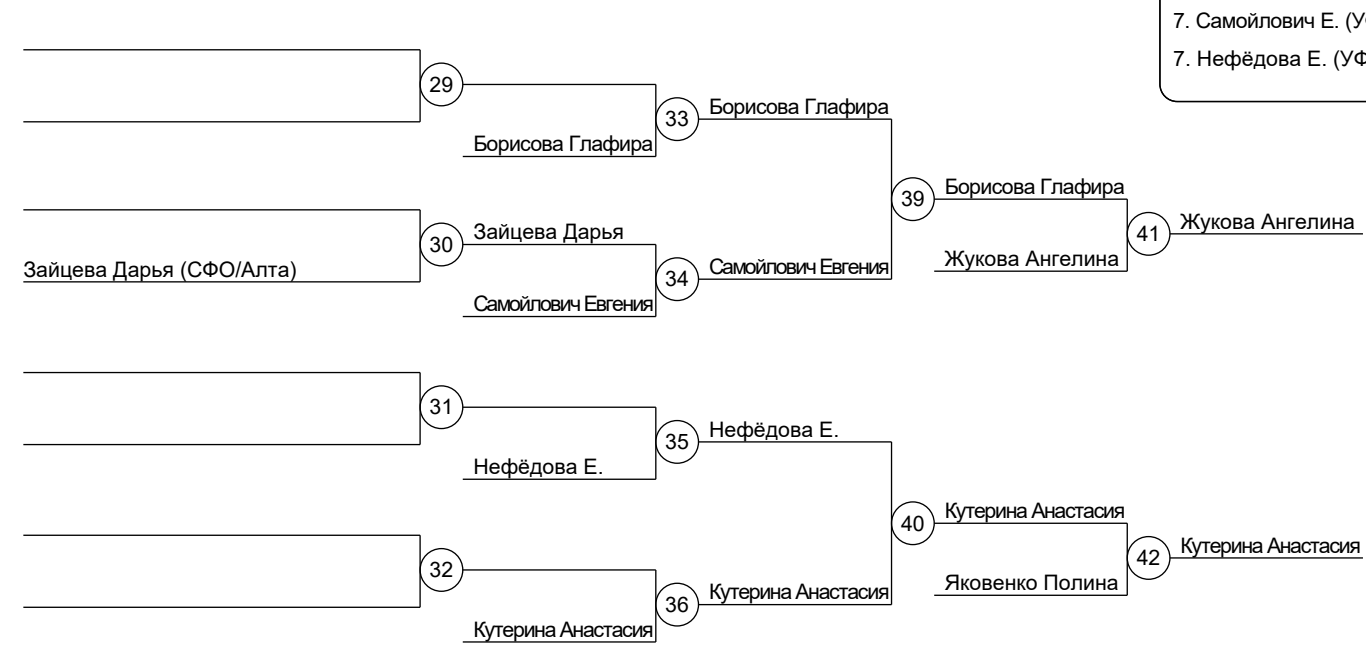 7. Самойлович Е. (У
7. Нефёдова Е. (УФ
29
33
Борисова Глафира
Борисова Глафира
39
Борисова Глафира
41
Жукова Ангелина
30
Зайцева Дарья
Зайцева Дарья (СФО/Алта)
34
Самойлович Евгения
Жукова Ангелина
Самойлович Евгения
31
35
Нефёдова Е.
Нефёдова Е.
40
Кутерина Анастасия
42
Кутерина Анастасия
32
36
Кутерина Анастасия
Яковенко Полина
Кутерина Анастасия